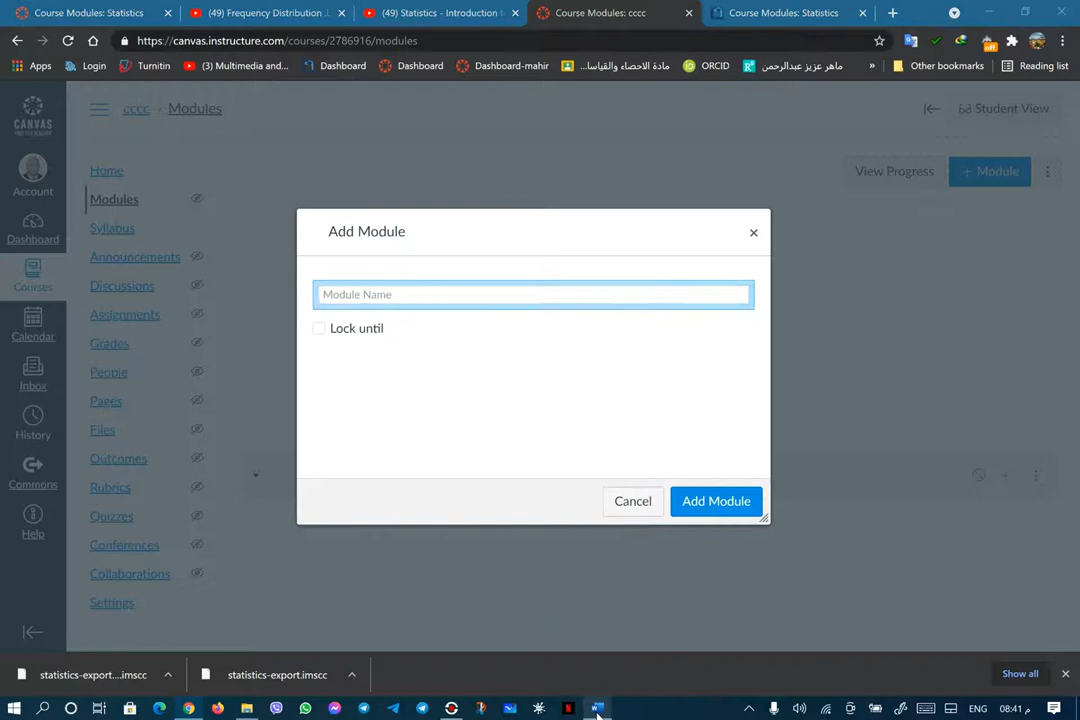 Course Modules: Statistics
(49) Frequency Distribution
(49) Statistics - Introduction
Course Modules: cccc
Course Modules: Statistics
https://canvas.instructure.com/courses/2786916/modules
Apps
Login
Turnitin
(3) Multimedia and...
Dashboard
Dashboard
Dashboard-mahir
مادة الاحصاء والقياسا...
ORCID
ماهر عزيز عبدالرحمن
»
Other bookmarks
Reading list
off
CANVAS
cccc
Modules
Student View
Account
Dashboard
Courses
Calendar
Inbox
History
Commons
Help
Home
Modules
Syllabus
Announcements
Discussions
Assignments
Grades
People
Pages
Files
Outcomes
Rubrics
Quizzes
Conferences
Collaborations
Settings
View Progress
+ Module
Add Module
×
Module Name
Lock until
Cancel
Add Module
statistics-export....imscc
statistics-export.imscc
Show all
ENG
08:41 م